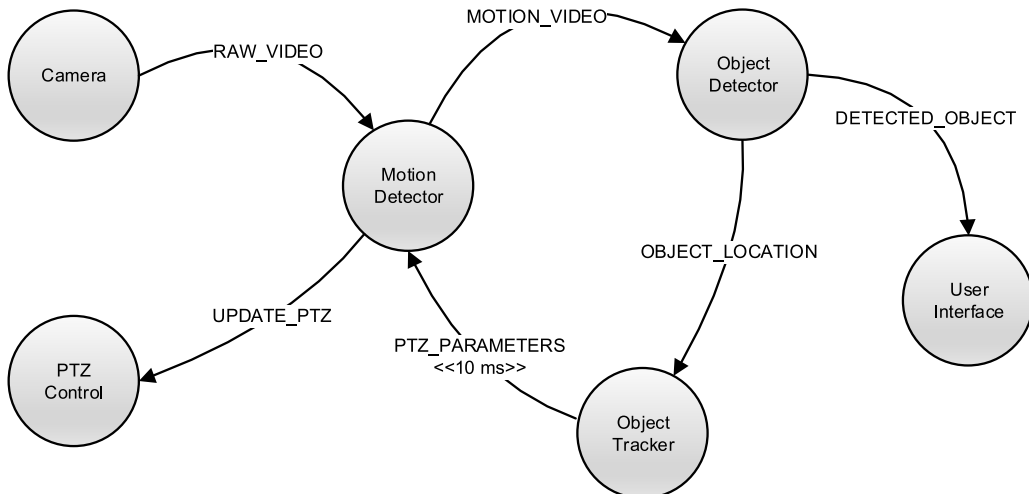 MOTION_VIDEO
RAW_VIDEO
Camera
Object
Detector
DETECTED_OBJECT
Motion
Detector
OBJECT_LOCATION
User
Interface
UPDATE_PTZ
PTZ_PARAMETERS
<<10 ms>>
PTZ
Control
Object
Tracker